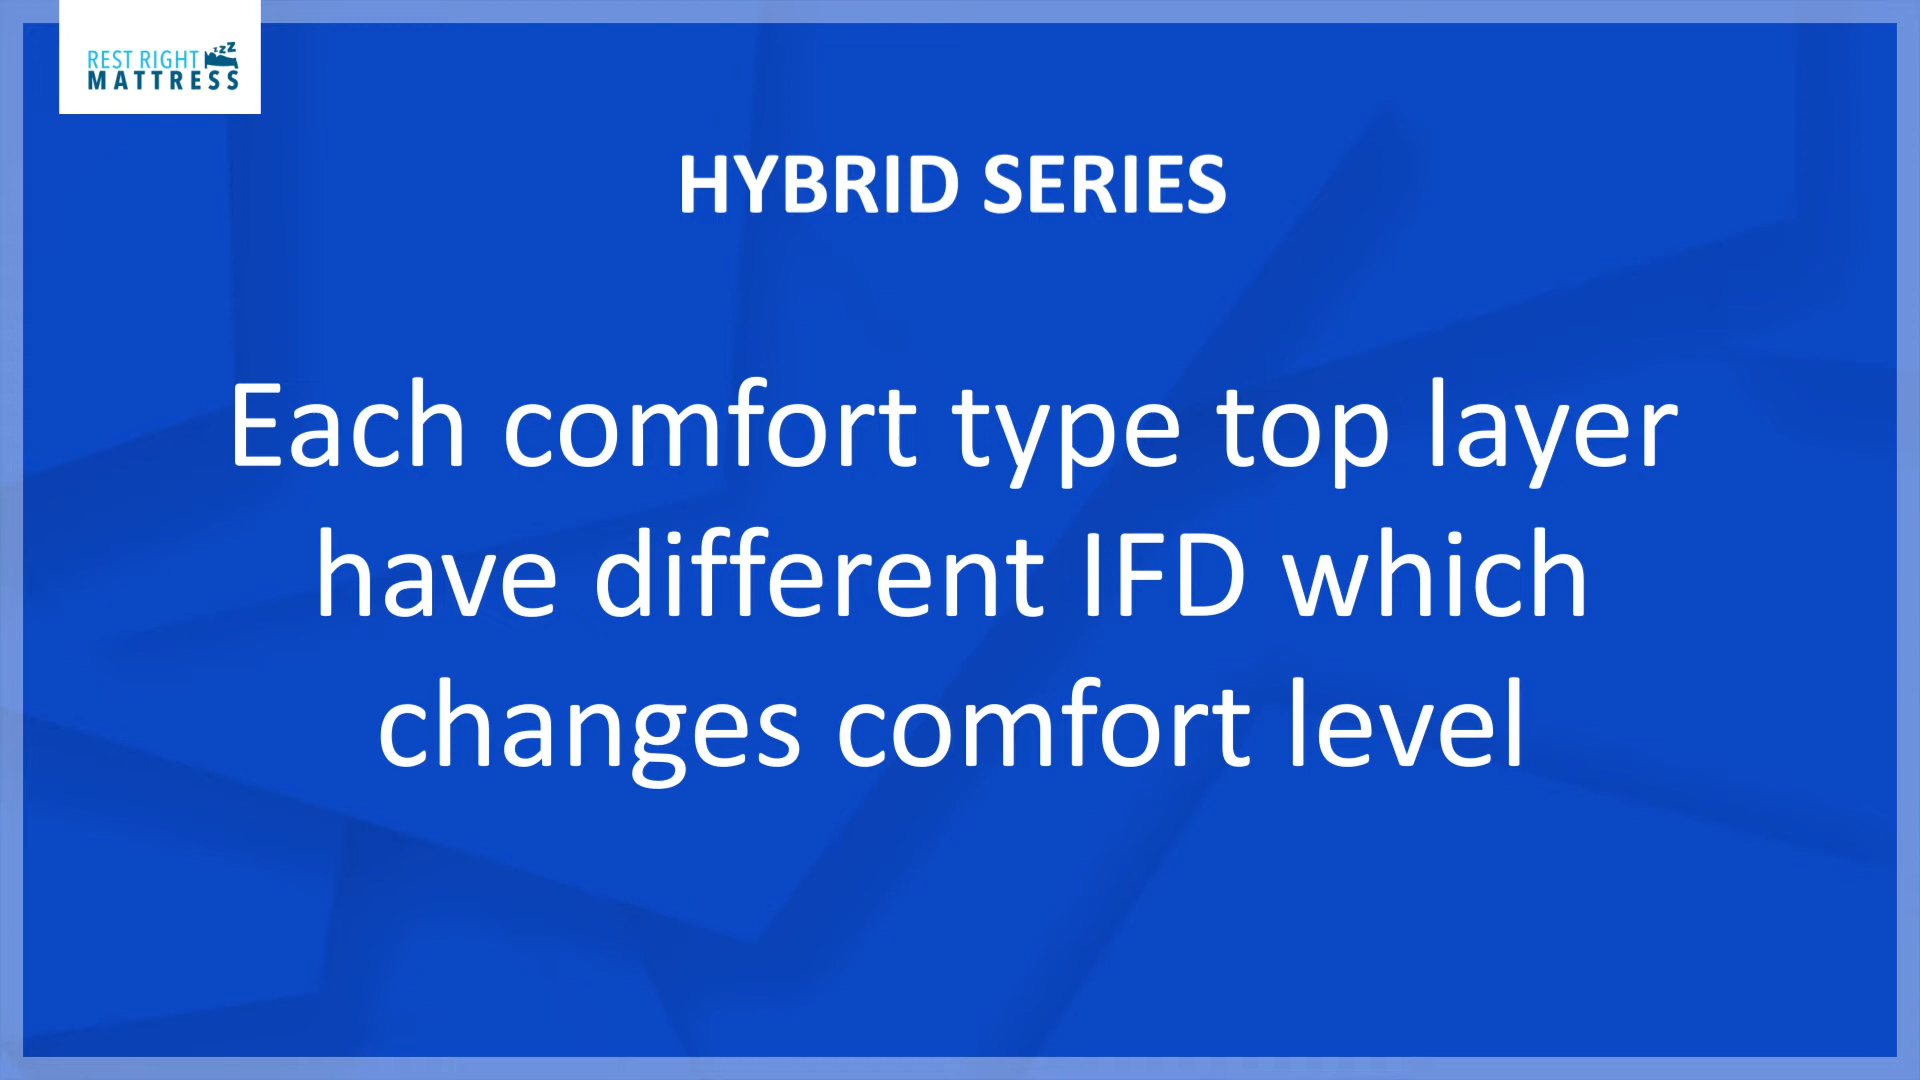 REST RIGHT
MATTRESS
HYBRID SERIES
Each comfort type top layer
have different IFD which
changes comfort level